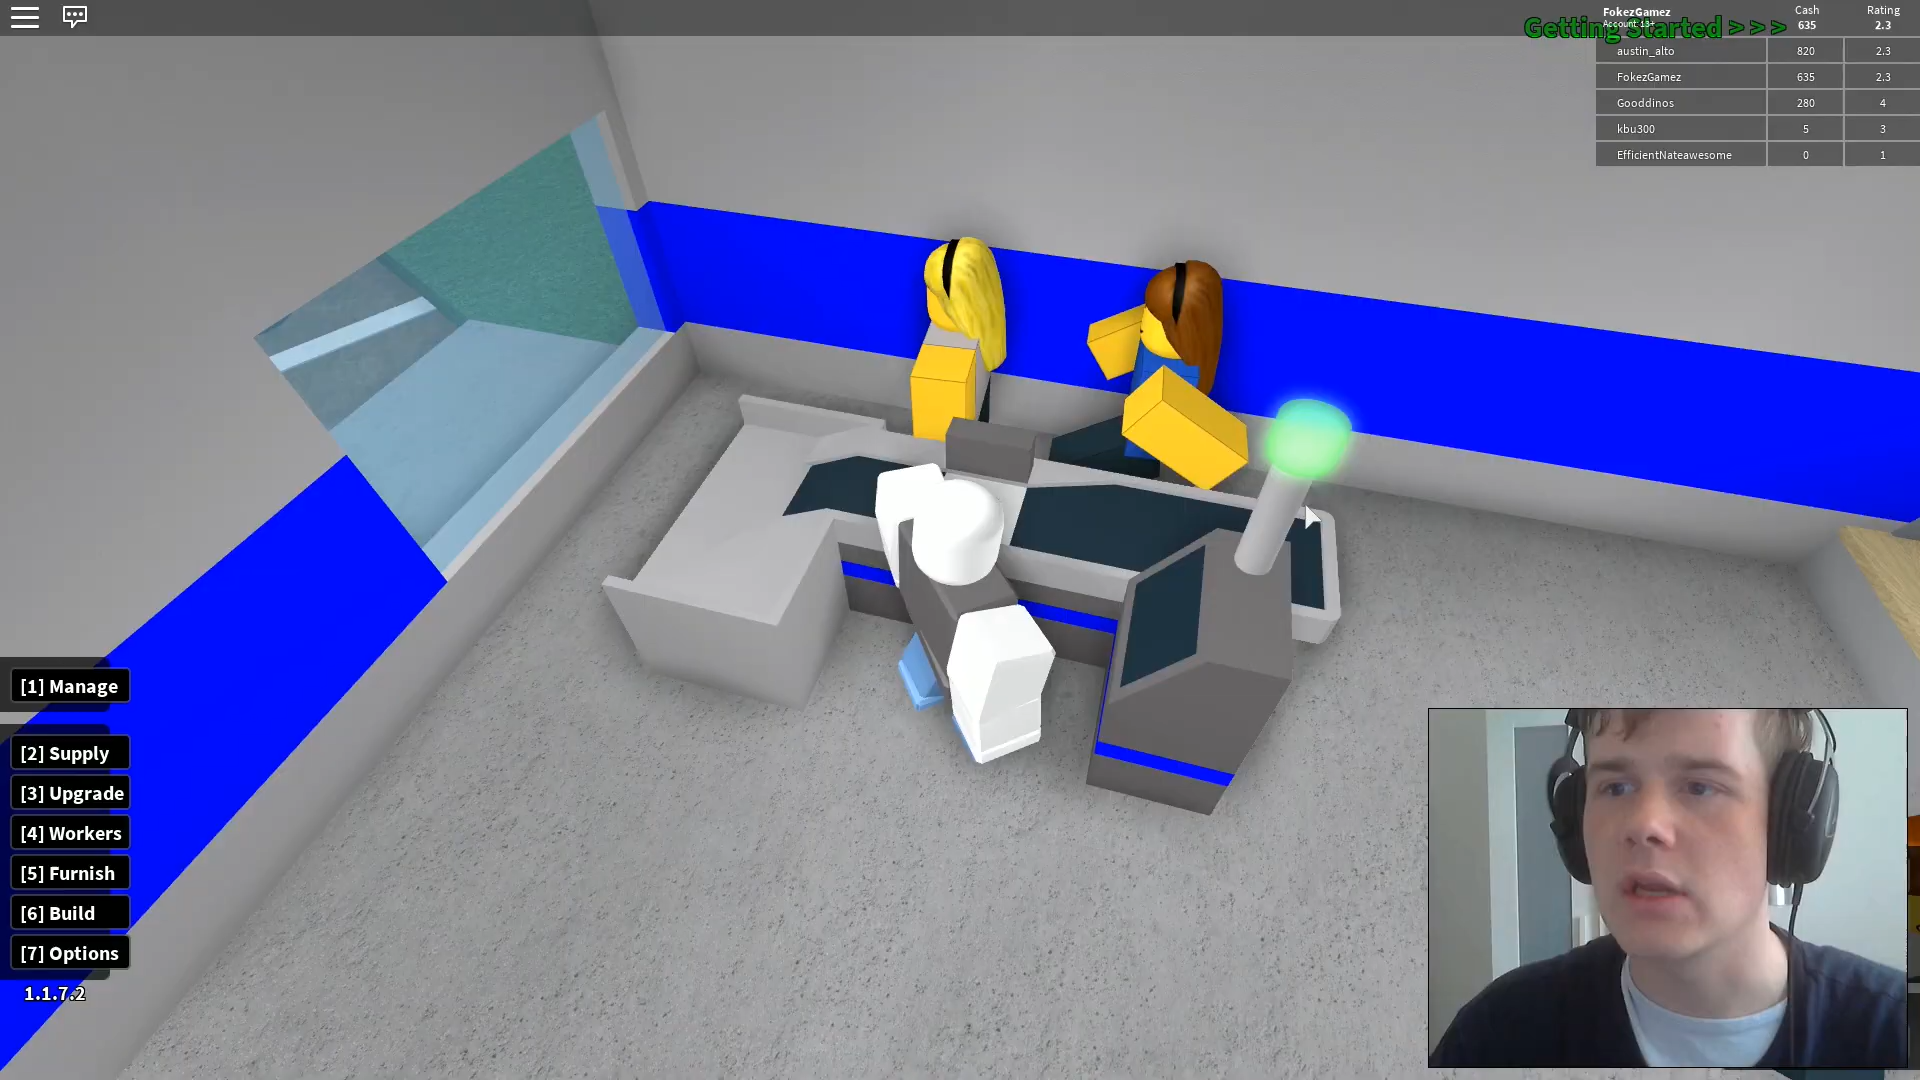 FokezGamez
Account: 13+
Cash
635
Rating
2.3
Getting Started > > >
austin_alto 820 2.3
FokezGamez 635 2.3
Gooddinos 280 4
kbu300 5 3
EfficientNateawesome 0 1
[1] Manage
[2] Supply
[3] Upgrade
[4] Workers
[5] Furnish
[6] Build
[7] Options
1.1.7.2